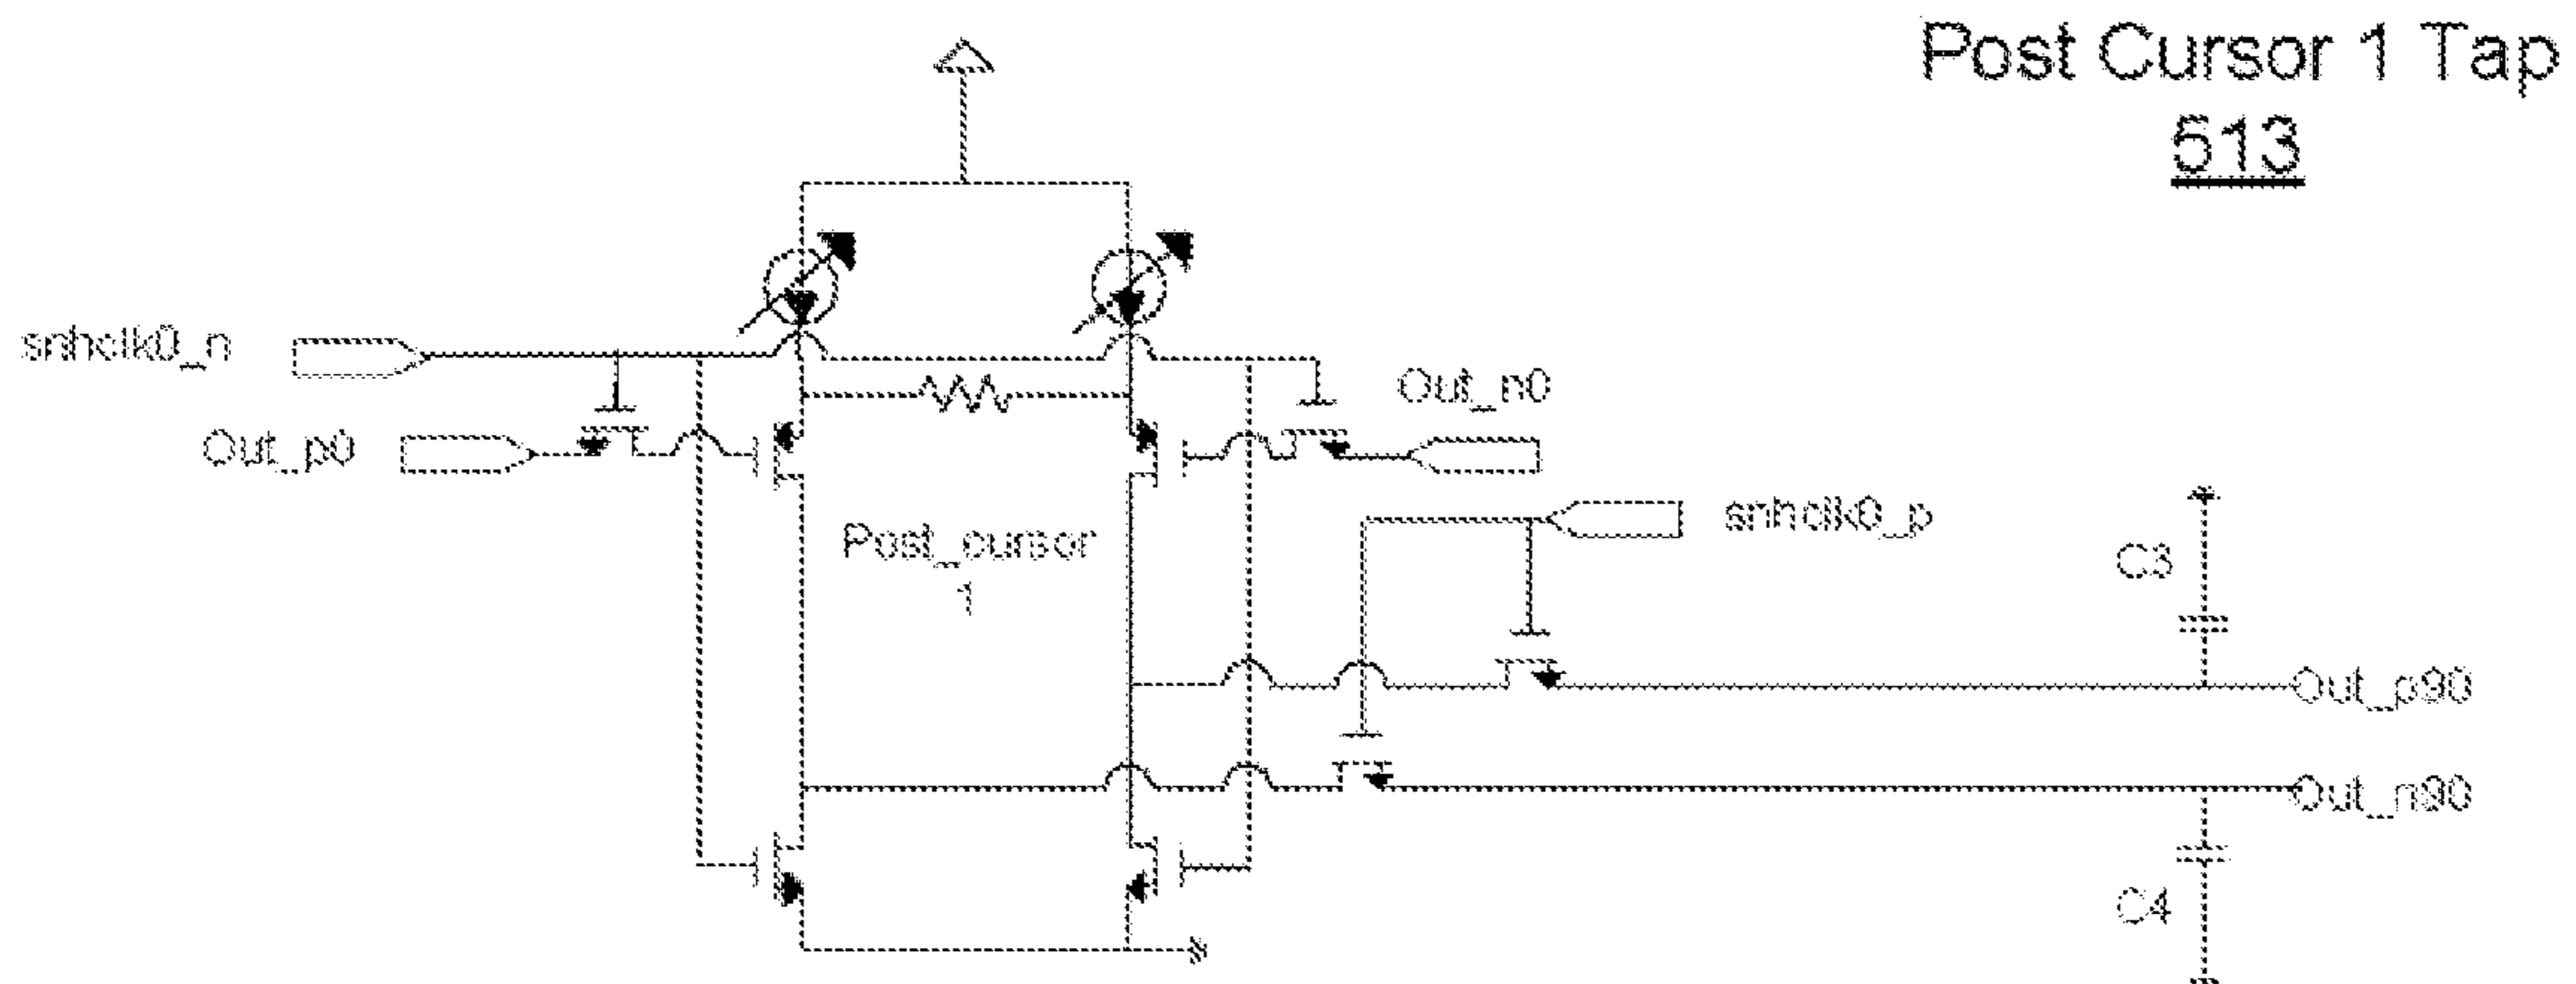 Post Cursor 1 Tap
513
snhclk0_n
Out_n0
Out_p0
snhclk0_p
Post_cursor
1
C3
Out_p90
Out_n90
C4